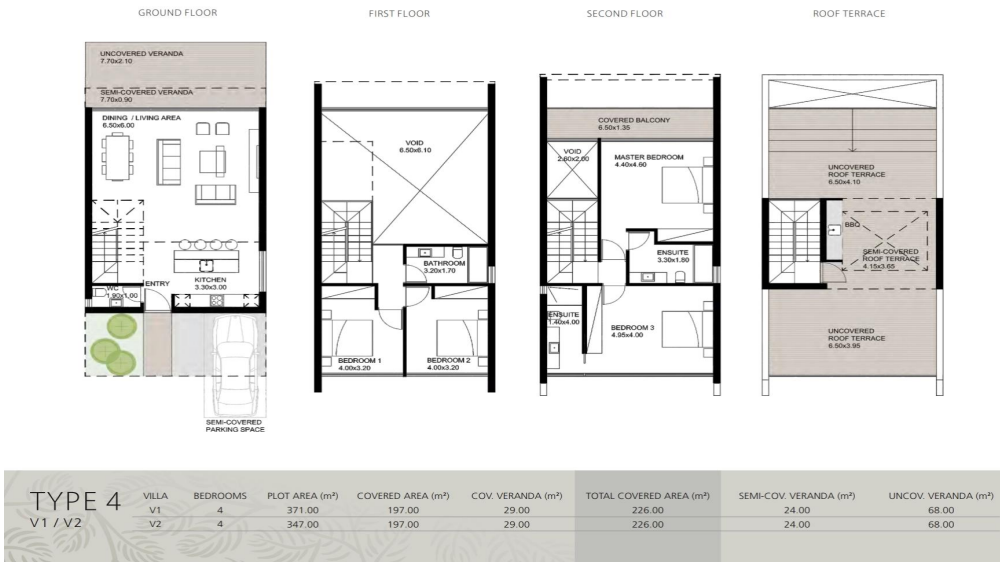 GROUND FLOOR
FIRST FLOOR
SECOND FLOOR
ROOF TERRACE
UNCOVERED VERANDA
7.70x2.10
SEMI-COVERED VERANDA
7.70x0.90
DINING / LIVING AREA
6.50x6.00
KITCHEN
3.30x3.00
WC
1.90x1.00
ENTRY
SEMI-COVERED
PARKING SPACE
VOID
6.50x6.10
BATHROOM
3.20x1.70
BEDROOM 1
4.00x3.20
BEDROOM 2
4.00x3.20
COVERED BALCONY
6.50x1.35
VOID
2.60x2.00
MASTER BEDROOM
4.40x4.60
ENSUITE
3.30x1.80
ENSUITE
1.40x4.00
BEDROOM 3
4.95x4.00
UNCOVERED
ROOF TERRACE
6.50x4.10
BBQ
SEMI-COVERED
ROOF TERRACE
4.15x3.65
UNCOVERED
ROOF TERRACE
6.50x3.95
TYPE 4
V1 / V2
VILLA BEDROOMS PLOT AREA (m²) COVERED AREA (m²) COV. VERANDA (m²) TOTAL COVERED AREA (m²) SEMI-COV. VERANDA (m²) UNCOV. VERANDA (m²)
V1 4 371.00 197.00 29.00 226.00 24.00 68.00
V2 4 347.00 197.00 29.00 226.00 24.00 68.00